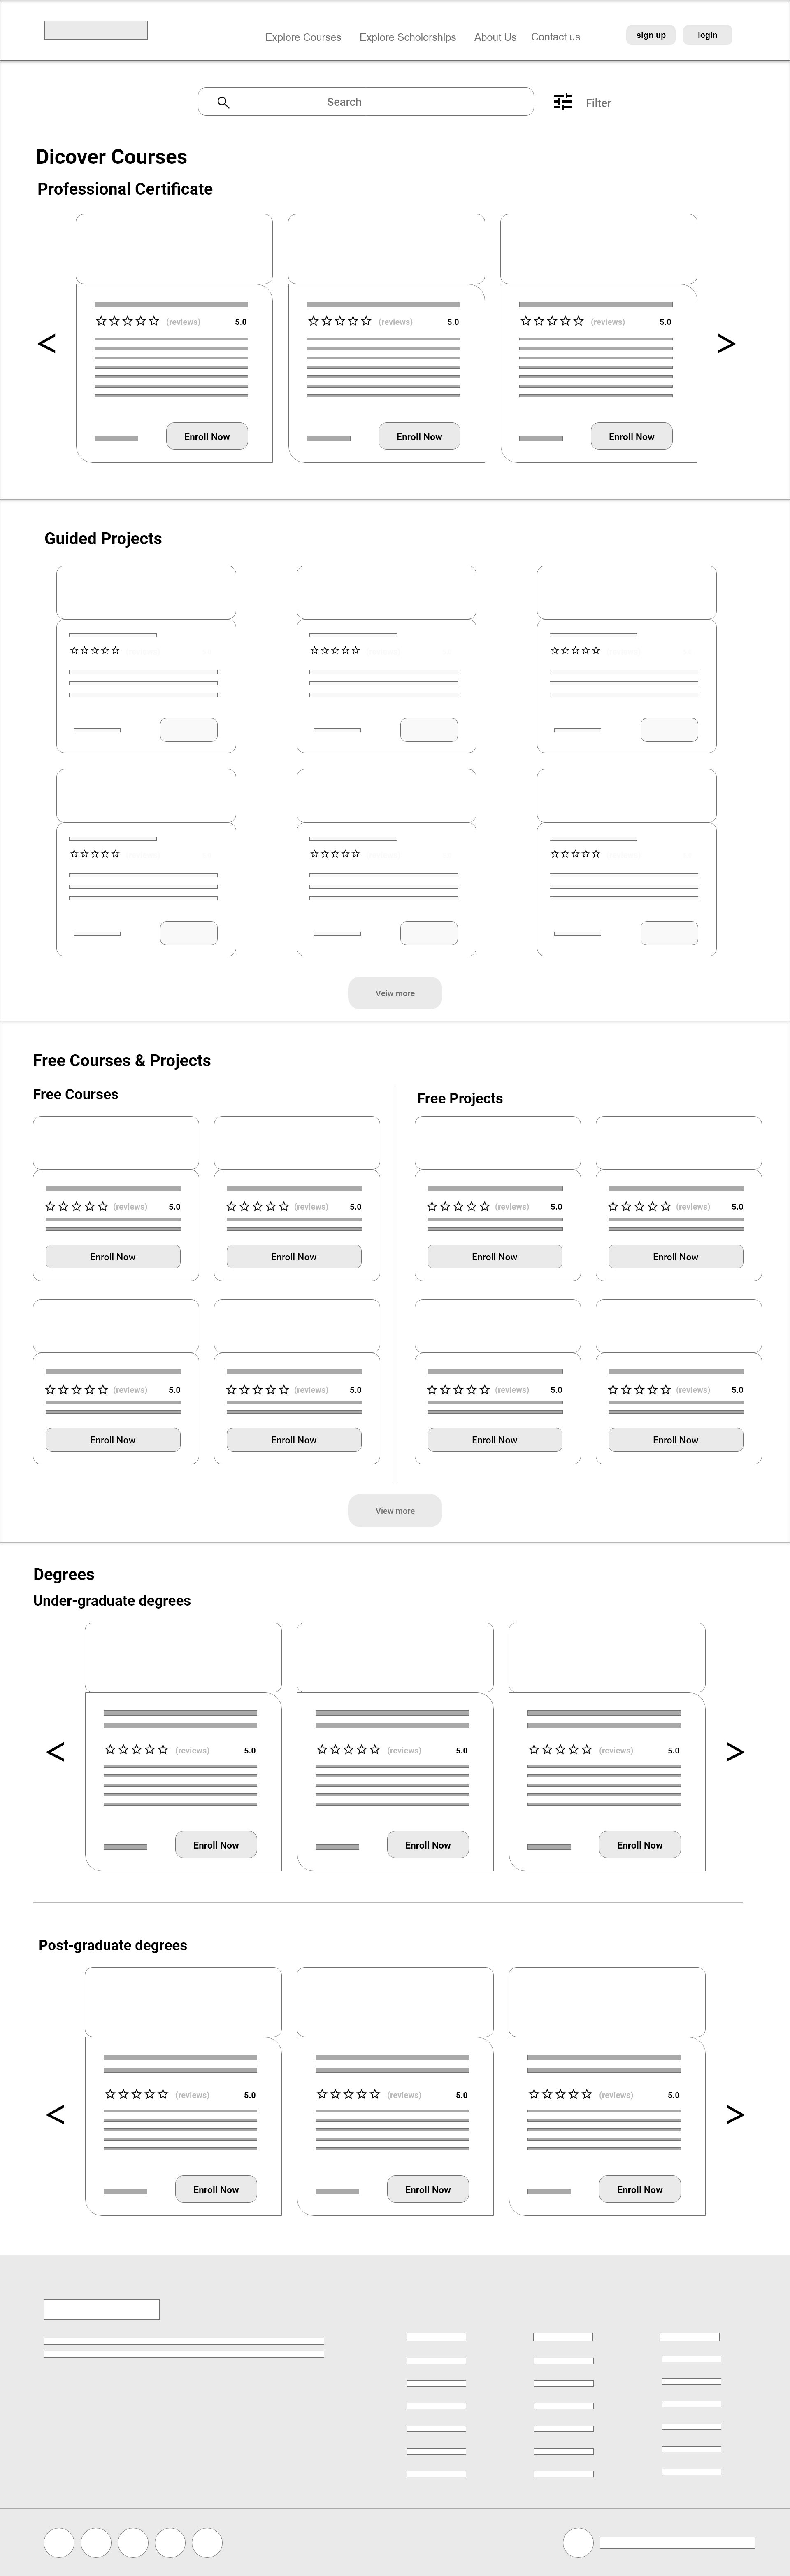 Explore Courses Explore Scholorships About Us Contact us sign up login
Search Filter
Dicover Courses
Professional Certificate
(reviews) 5.0 (reviews) 5.0 (reviews) 5.0
< >
Enroll Now Enroll Now Enroll Now
Guided Projects
Veiw more
Free Courses & Projects
Free Courses
Free Projects
(reviews) 5.0 (reviews) 5.0 (reviews) 5.0 (reviews) 5.0
Enroll Now Enroll Now Enroll Now Enroll Now
(reviews) 5.0 (reviews) 5.0 (reviews) 5.0 (reviews) 5.0
Enroll Now Enroll Now Enroll Now Enroll Now
View more
Degrees
Under-graduate degrees
(reviews) 5.0 (reviews) 5.0 (reviews) 5.0
< >
Enroll Now Enroll Now Enroll Now
Post-graduate degrees
(reviews) 5.0 (reviews) 5.0 (reviews) 5.0
< >
Enroll Now Enroll Now Enroll Now